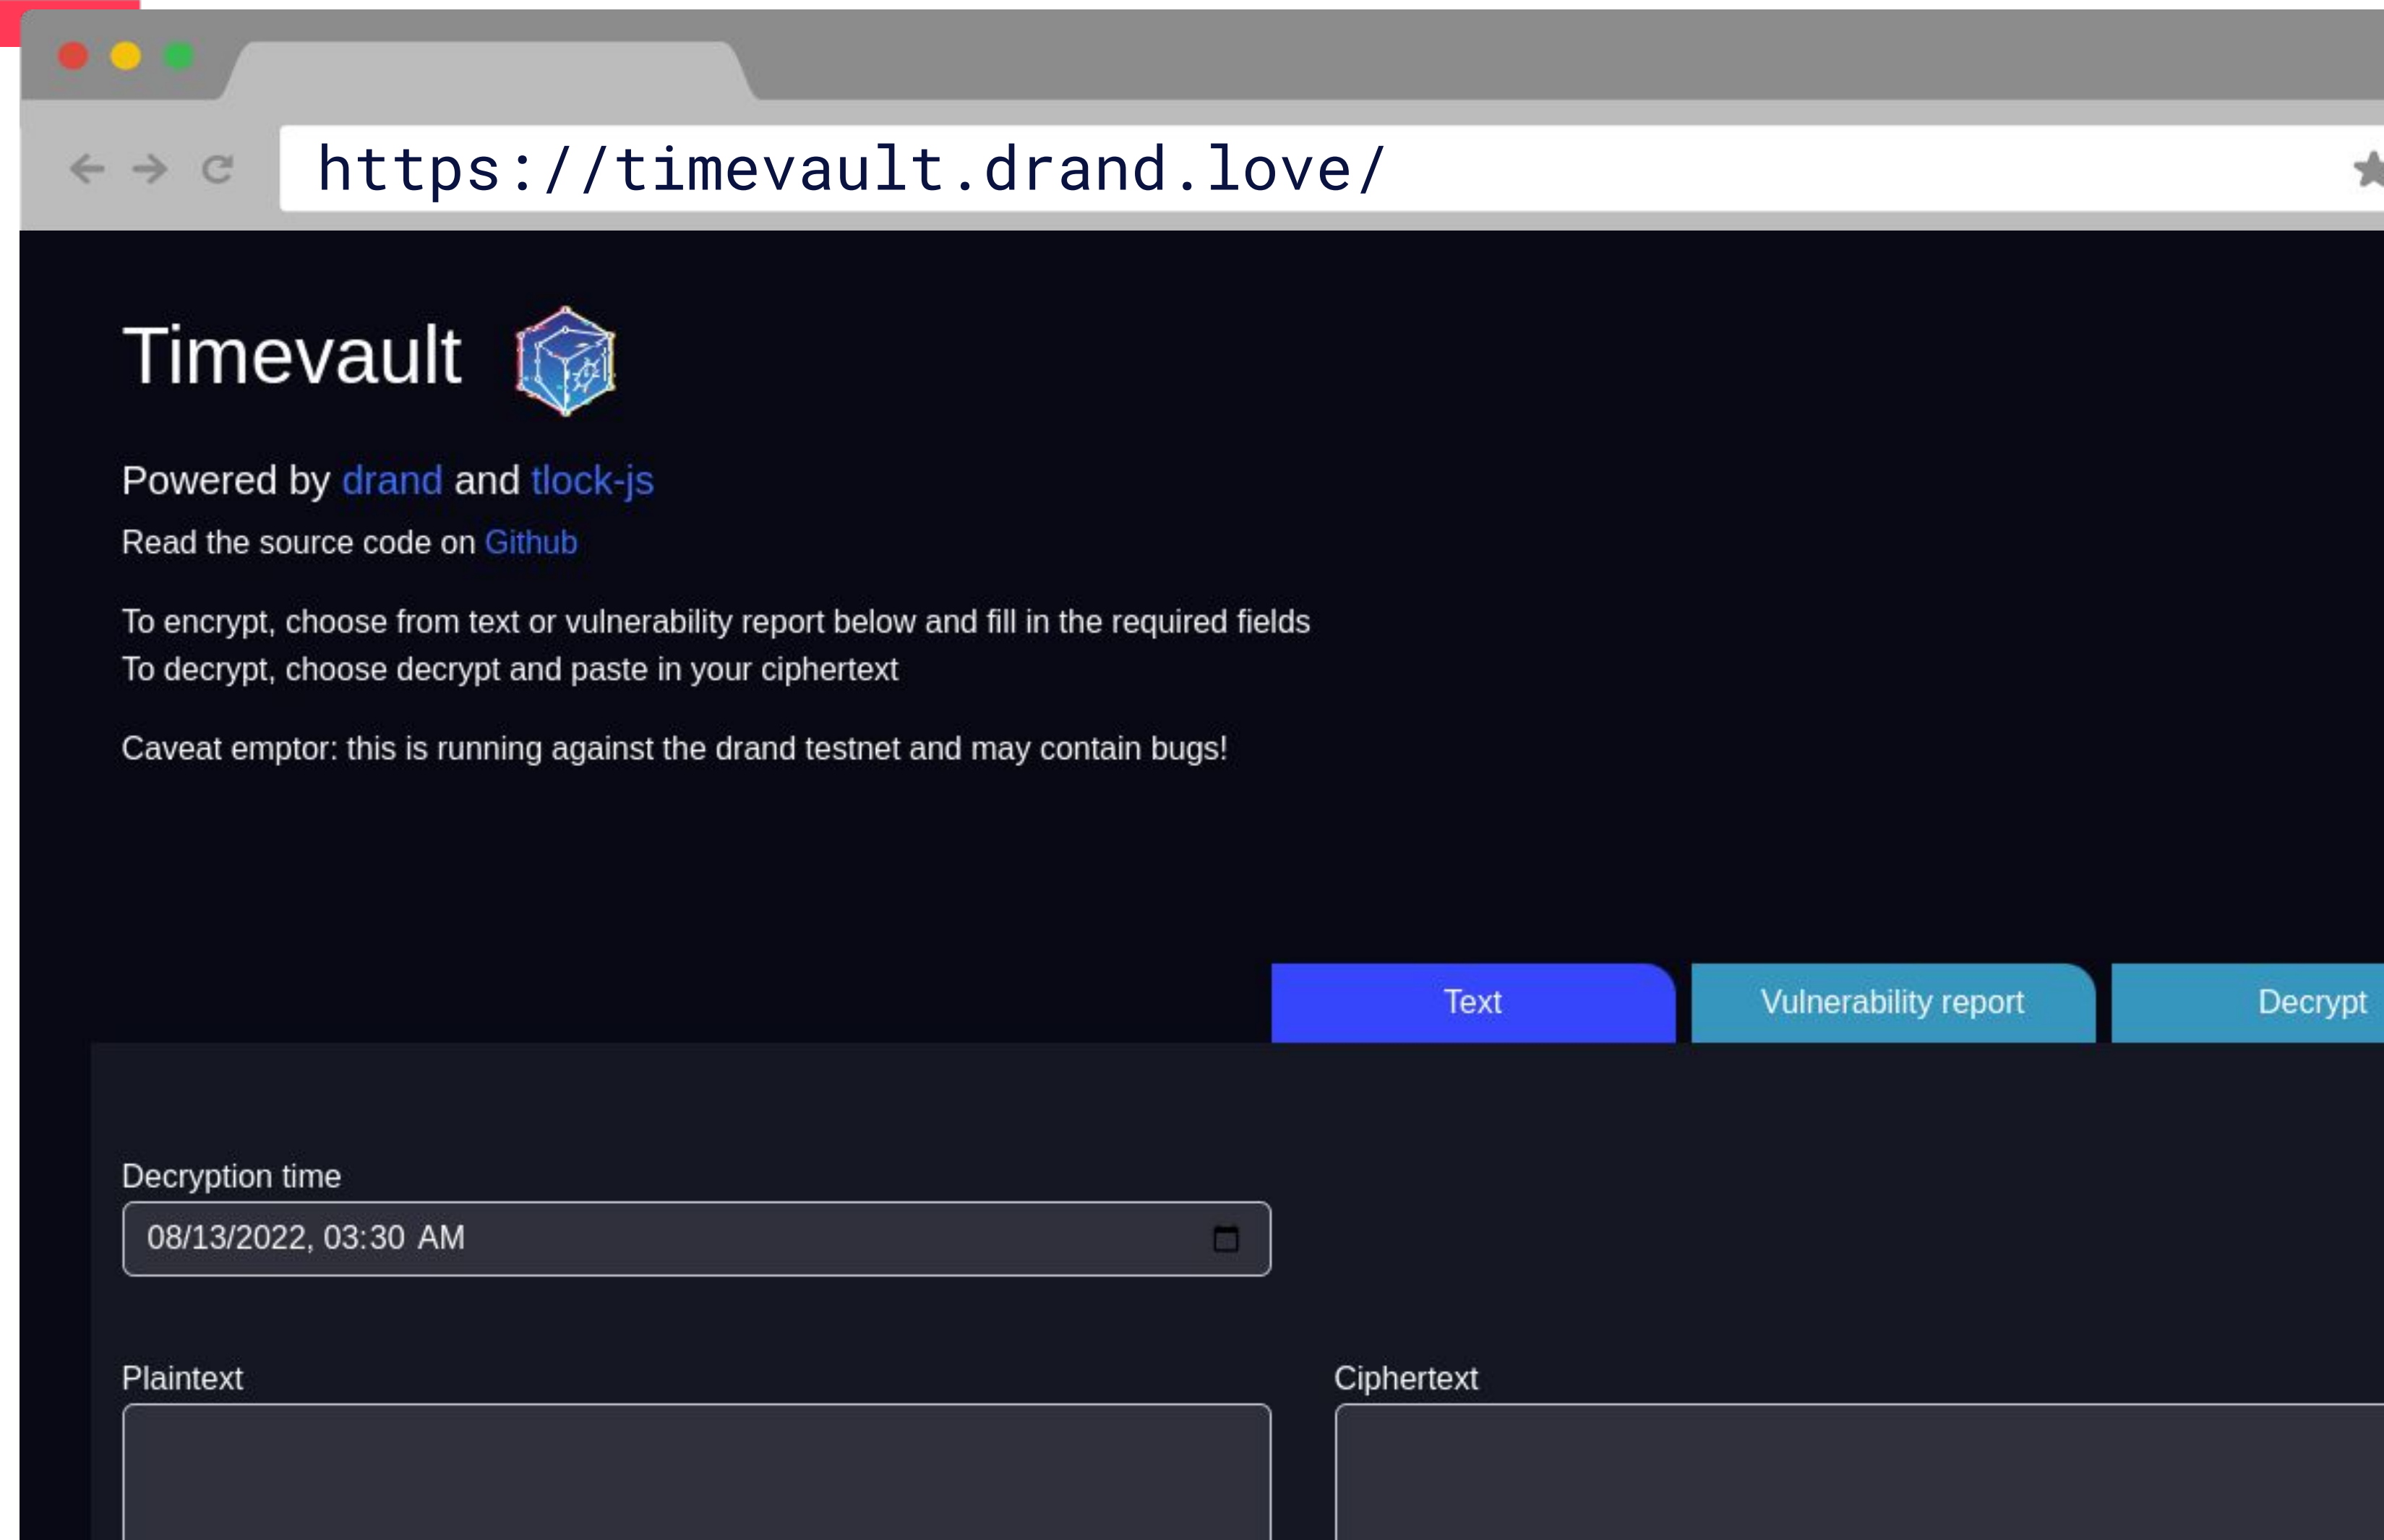 https://timevault.drand.love/
Timevault
Powered by drand and tlock-js
Read the source code on Github
To encrypt, choose from text or vulnerability report below and fill in the required fields
To decrypt, choose decrypt and paste in your ciphertext
Caveat emptor: this is running against the drand testnet and may contain bugs!
Text
Vulnerability report
Decrypt
Decryption time
08/13/2022, 03:30 AM
Plaintext
Ciphertext